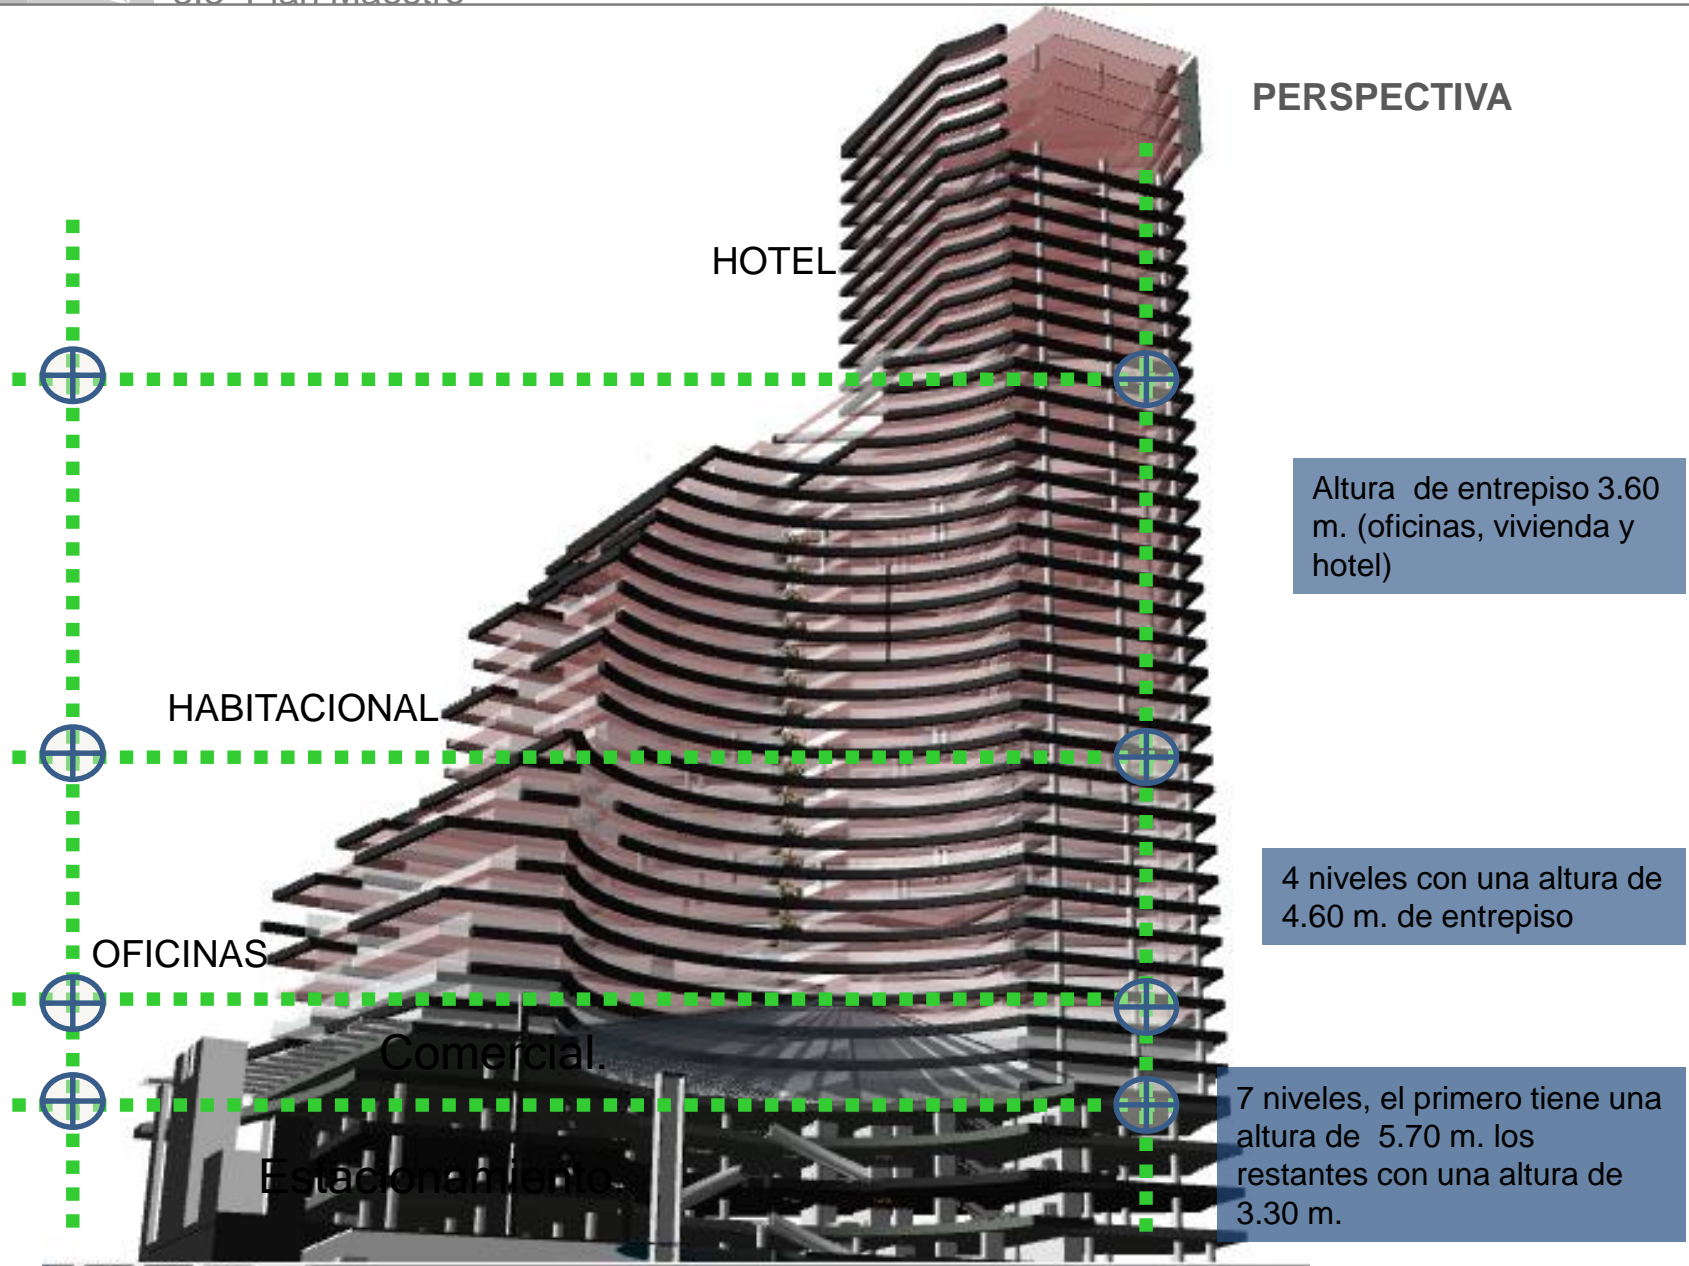 Plan Maestro
PERSPECTIVA
HOTEL
Altura de entrepiso 3.60
m. (oficinas, vivienda y
hotel)
HABITACIONAL
4 niveles con una altura de
4.60 m. de entrepiso
OFICINAS
Comercial.
7 niveles, el primero tiene una
altura de 5.70 m. los
restantes con una altura de
3.30 m.
Estacionamiento.